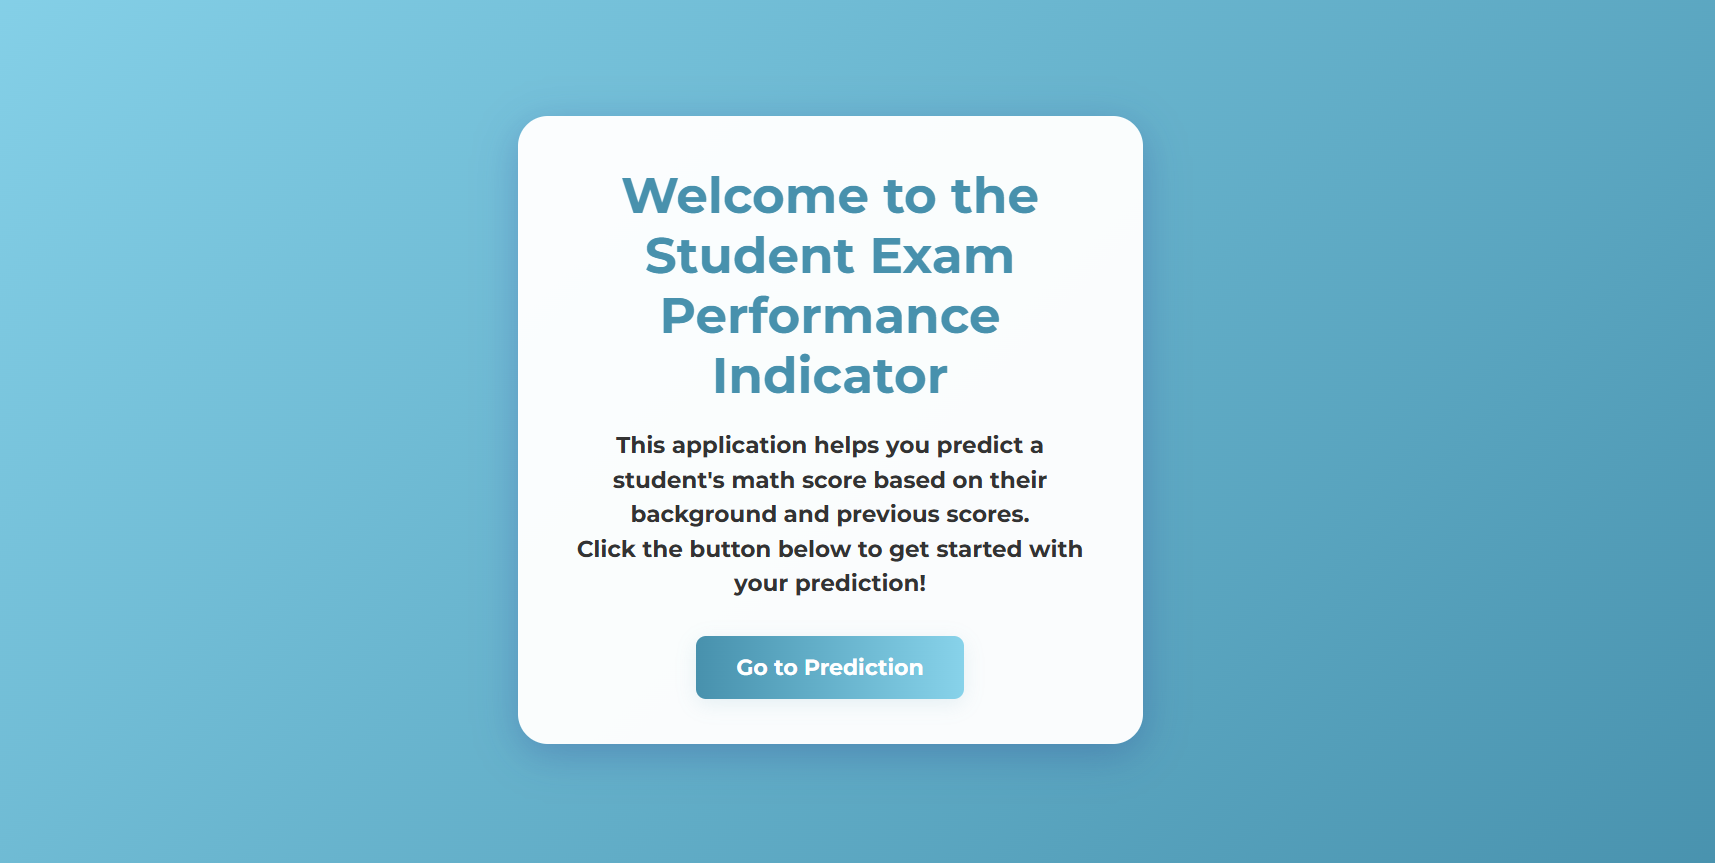 Welcome to the
Student Exam
Performance
Indicator
This application helps you predict a
student's math score based on their
background and previous scores.
Click the button below to get started with
your prediction!
Go to Prediction